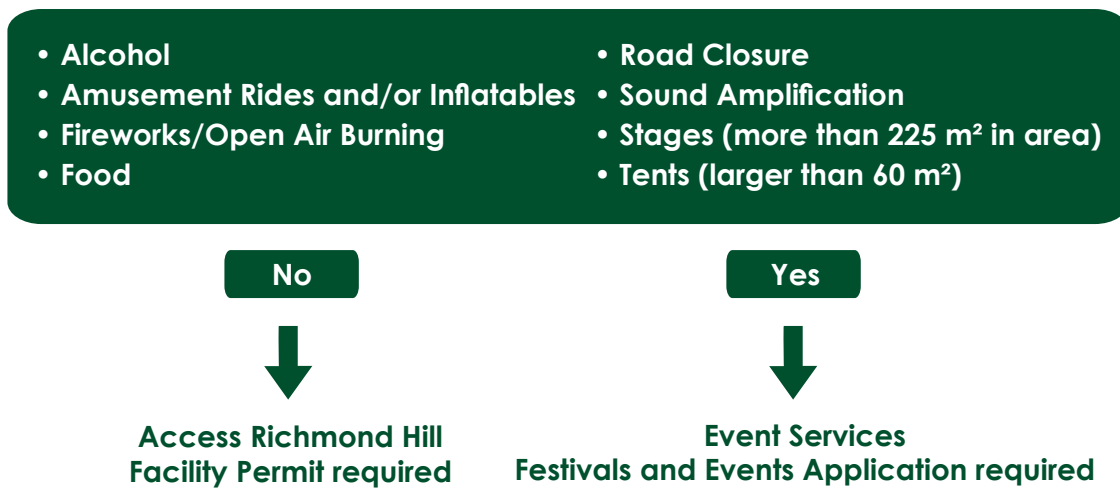 • Alcohol
• Amusement Rides and/or Inflatables
• Fireworks/Open Air Burning
• Food
• Road Closure
• Sound Amplification
• Stages (more than 225 m² in area)
• Tents (larger than 60 m²)
No
Yes
Access Richmond Hill
Facility Permit required
Event Services
Festivals and Events Application required